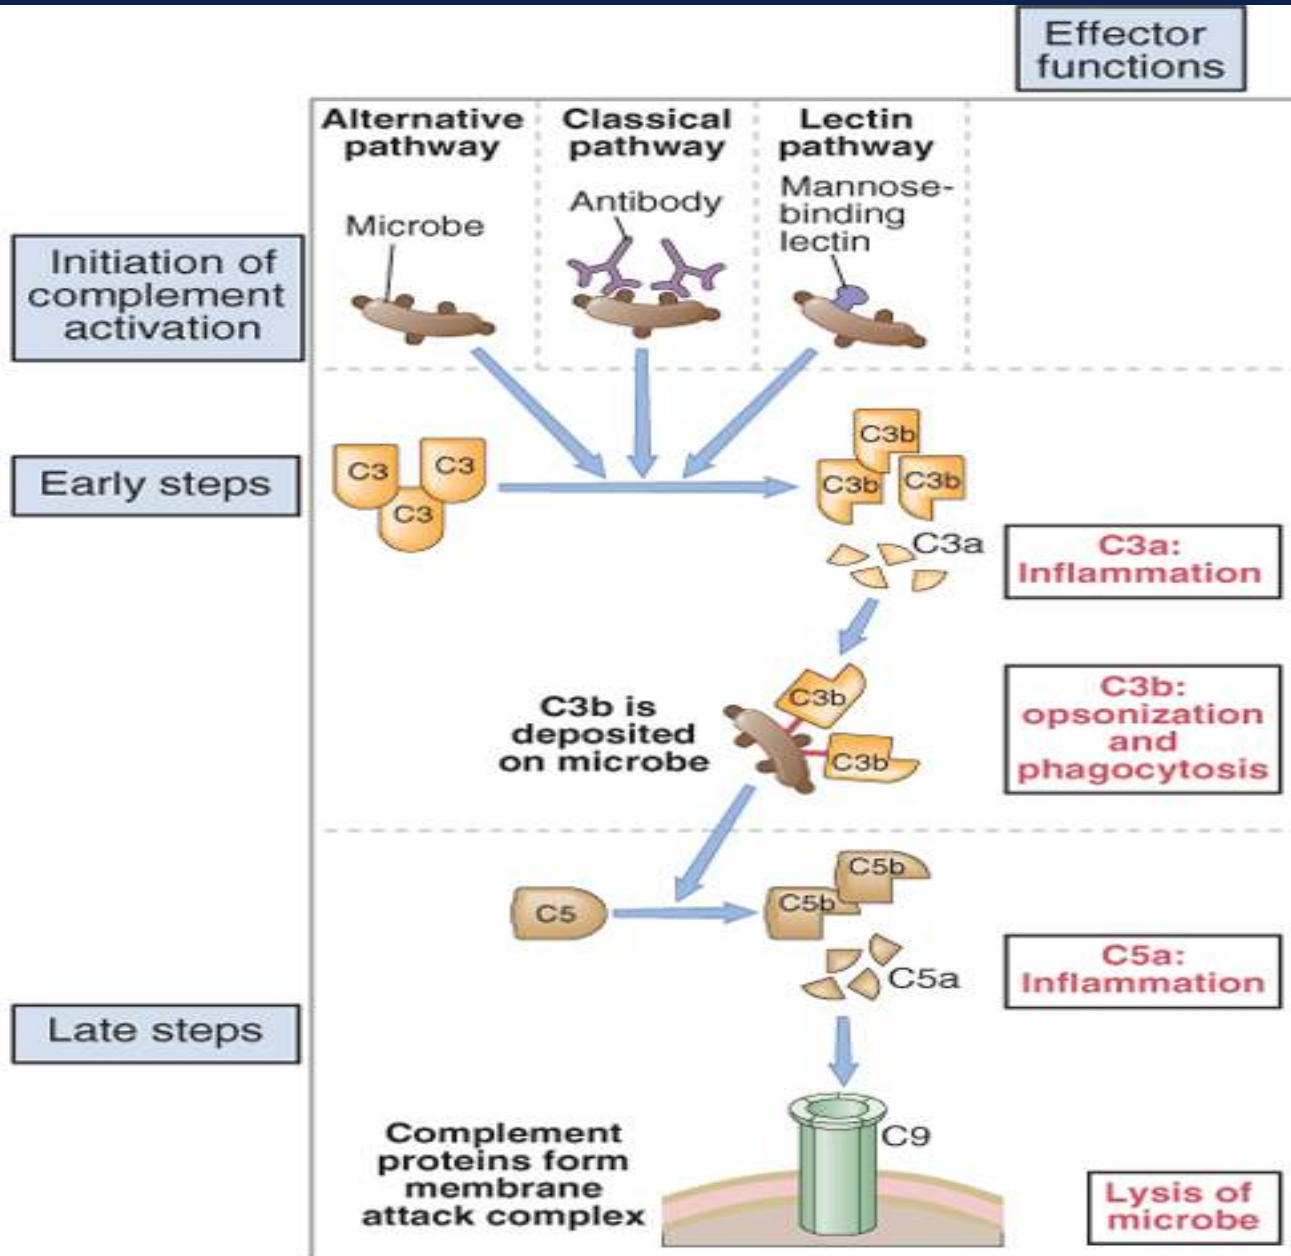 Effector
functions
Alternative
pathway
Classical
pathway
Lectin
pathway
Initiation of
complement
activation
Microbe
Antibody
Mannose-
binding
lectin
Early steps
C3
C3
C3
C3b
C3b
C3b
C3a
C3a:
Inflammation
C3b is
deposited
on microbe
C3b
C3b
C3b:
opsonization
and
phagocytosis
C5
C5b
C5b
C5a
C5a:
Inflammation
Late steps
Complement
proteins form
membrane
attack complex
C9
Lysis of
microbe